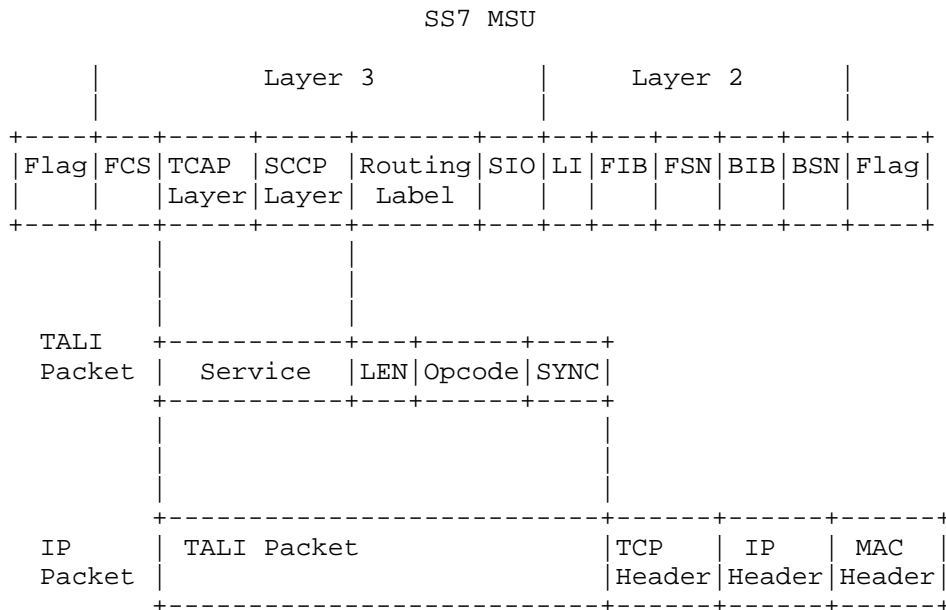 SS7 MSU
Layer 3 Layer 2
Flag FCS TCAP SCCP Routing SIO LI FIB FSN BIB BSN Flag
Layer Layer Label
TALI
Packet Service LEN Opcode SYNC
IP TALI Packet TCP IP MAC
Packet Header Header Header